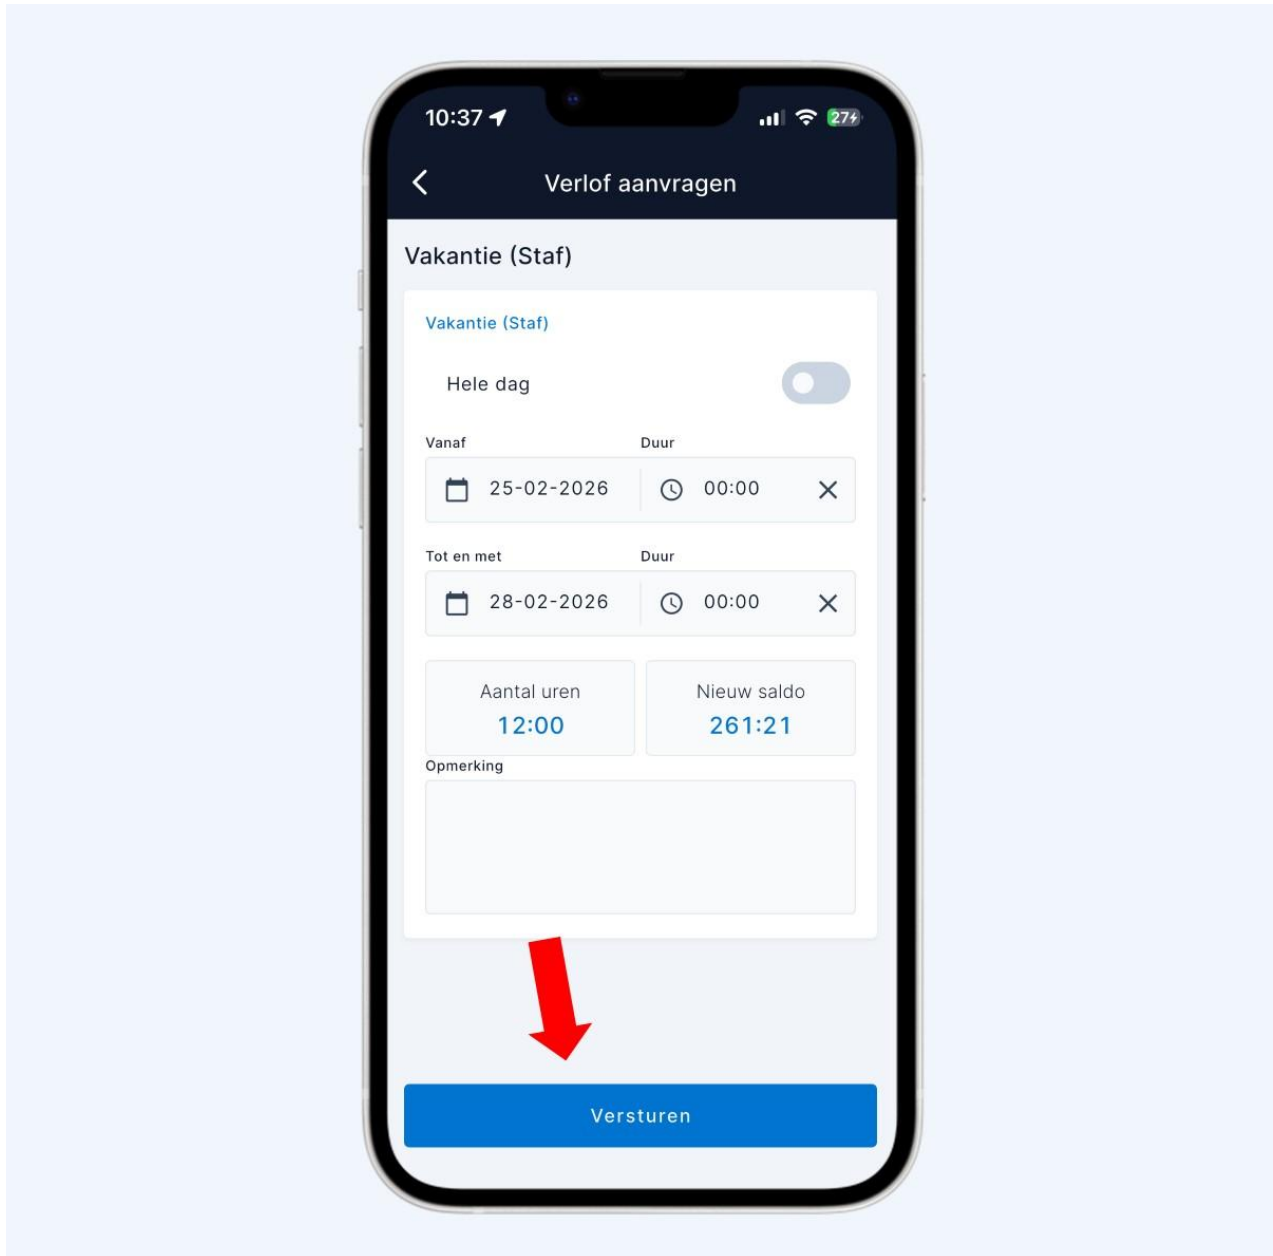 10:37
27
Verlof aanvragen
Vakantie (Staf)
Vakantie (Staf)
Hele dag
Vanaf Duur
25-02-2026 00:00
Tot en met Duur
28-02-2026 00:00
Aantal uren Nieuw saldo
12:00 261:21
Opmerking
Versturen